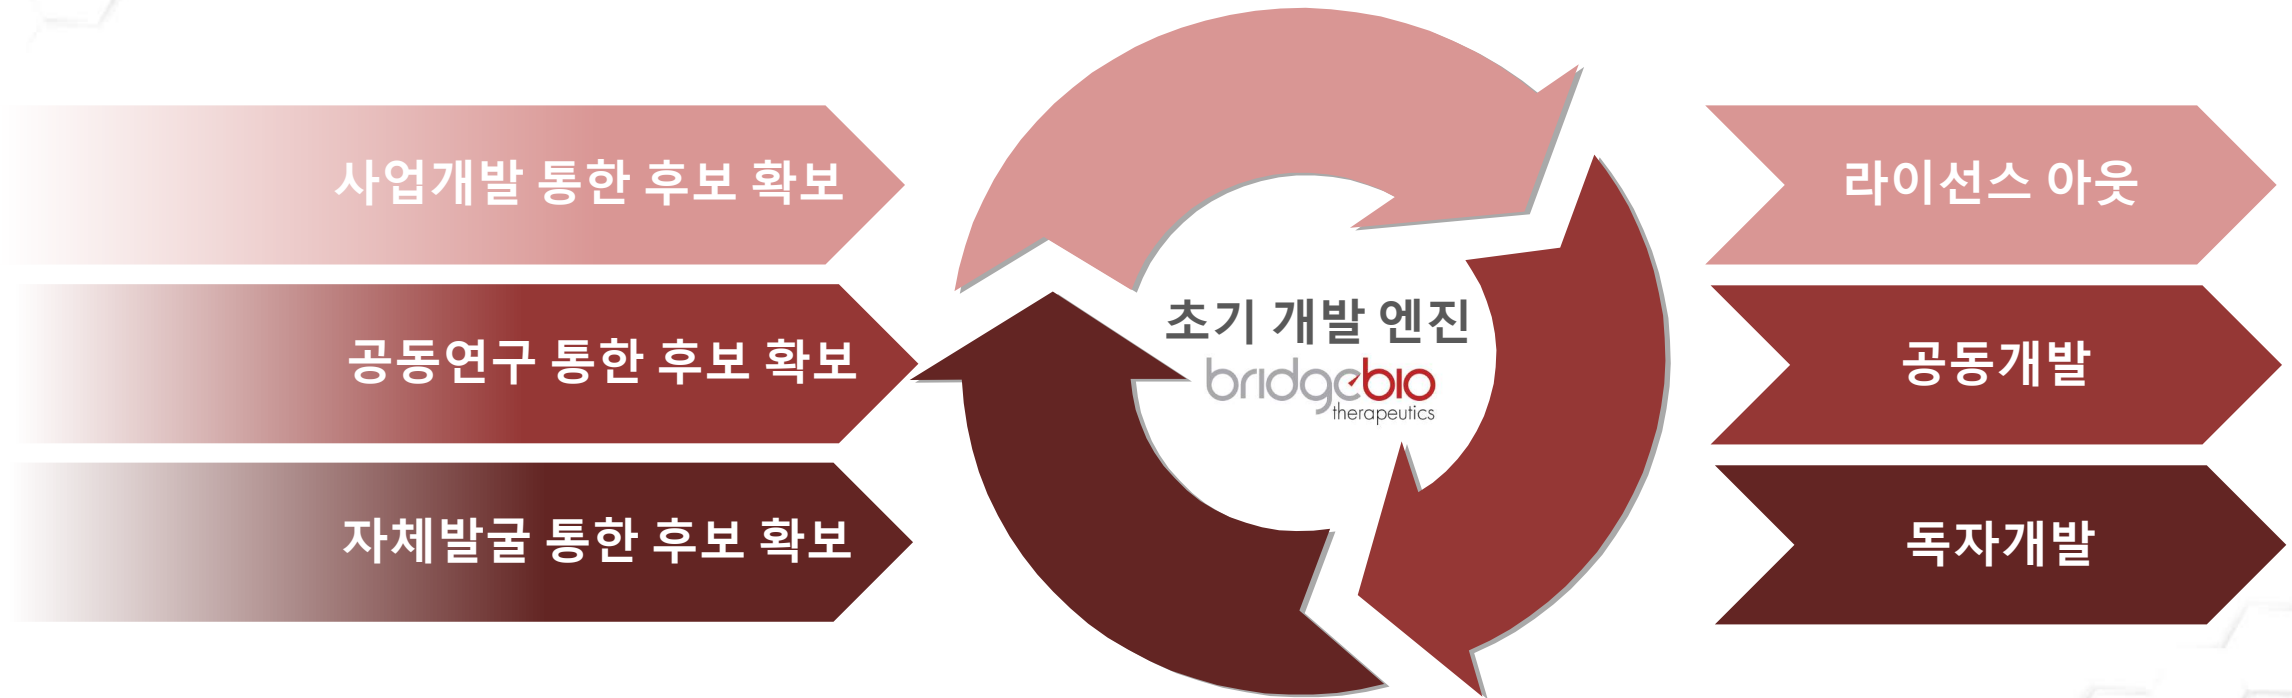 사업개발 통한 후보 확보
공동연구 통한 후보 확보
자체발굴 통한 후보 확보
초기 개발 엔진
bridgebio
therapeutics
라이선스 아웃
공동개발
독자개발